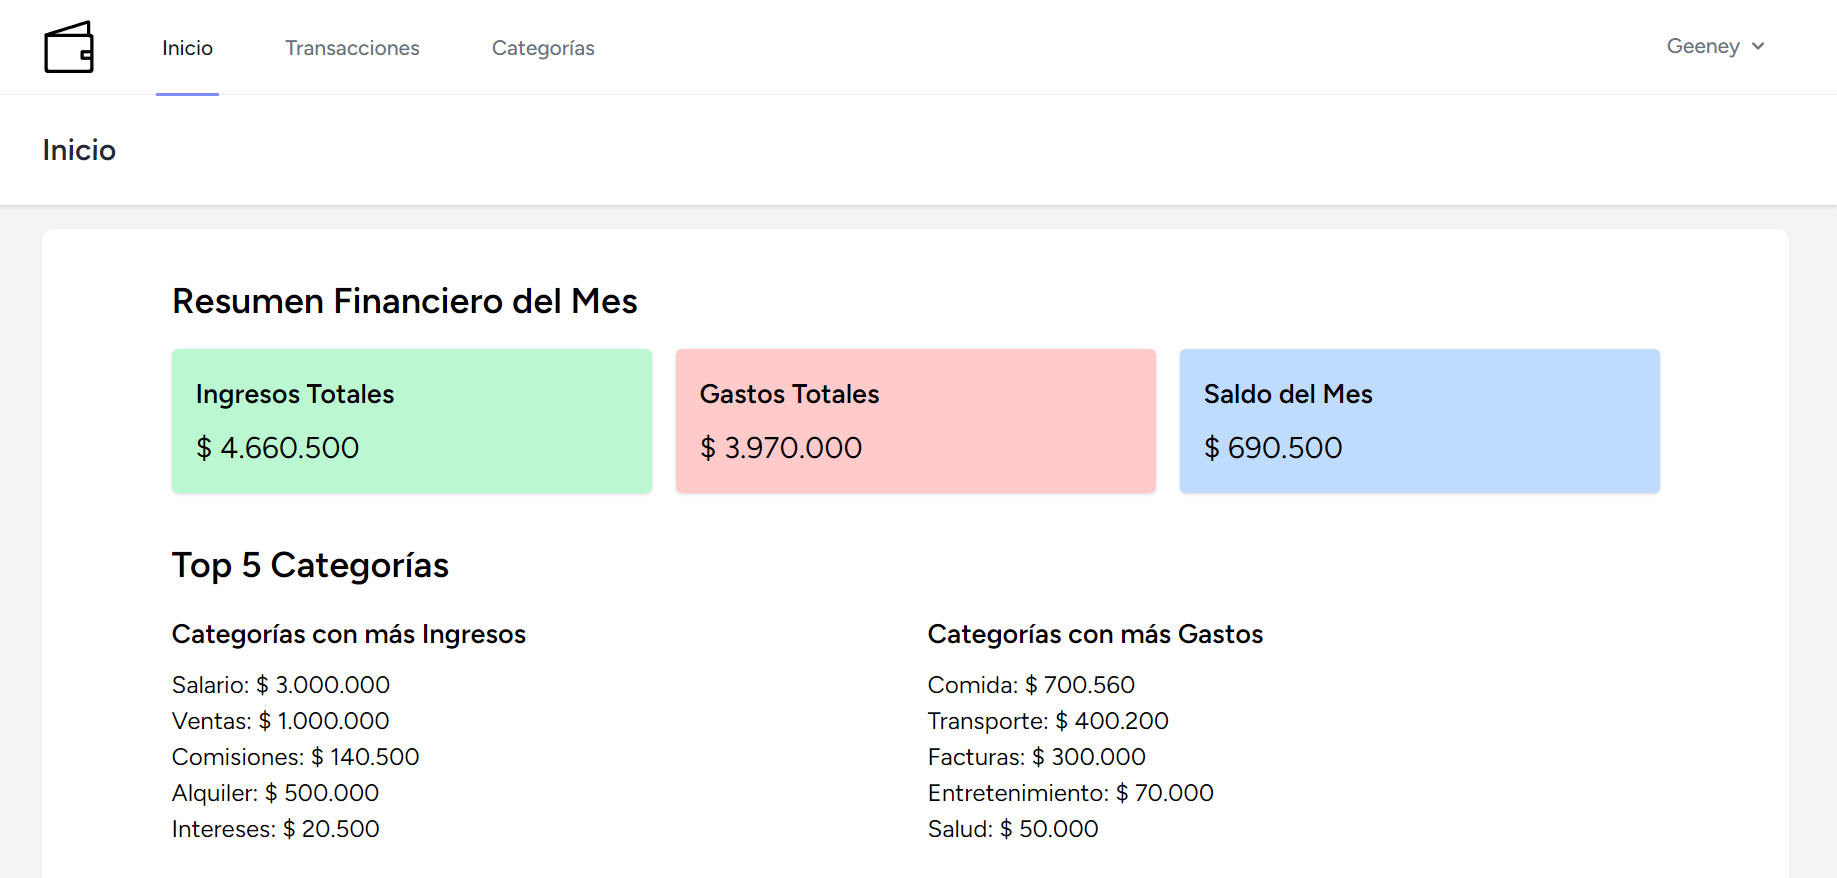 Inicio
Transacciones
Categorías
Geeney
Inicio
Resumen Financiero del Mes
Ingresos Totales
$ 4.660.500
Gastos Totales
$ 3.970.000
Saldo del Mes
$ 690.500
Top 5 Categorías
Categorías con más Ingresos
Salario: $ 3.000.000
Ventas: $ 1.000.000
Comisiones: $ 140.500
Alquiler: $ 500.000
Intereses: $ 20.500
Categorías con más Gastos
Comida: $ 700.560
Transporte: $ 400.200
Facturas: $ 300.000
Entretenimiento: $ 70.000
Salud: $ 50.000